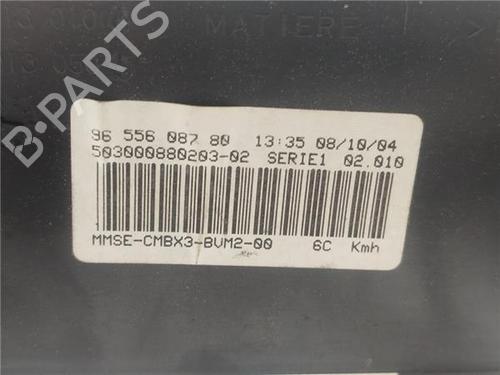 MATIERE
96 556 087 80 13:35 08/10/04
503000880203-02 SERIE1 02.010
MMSE-CMBX3-BVM2-00 6C Kmh
B-PARTS